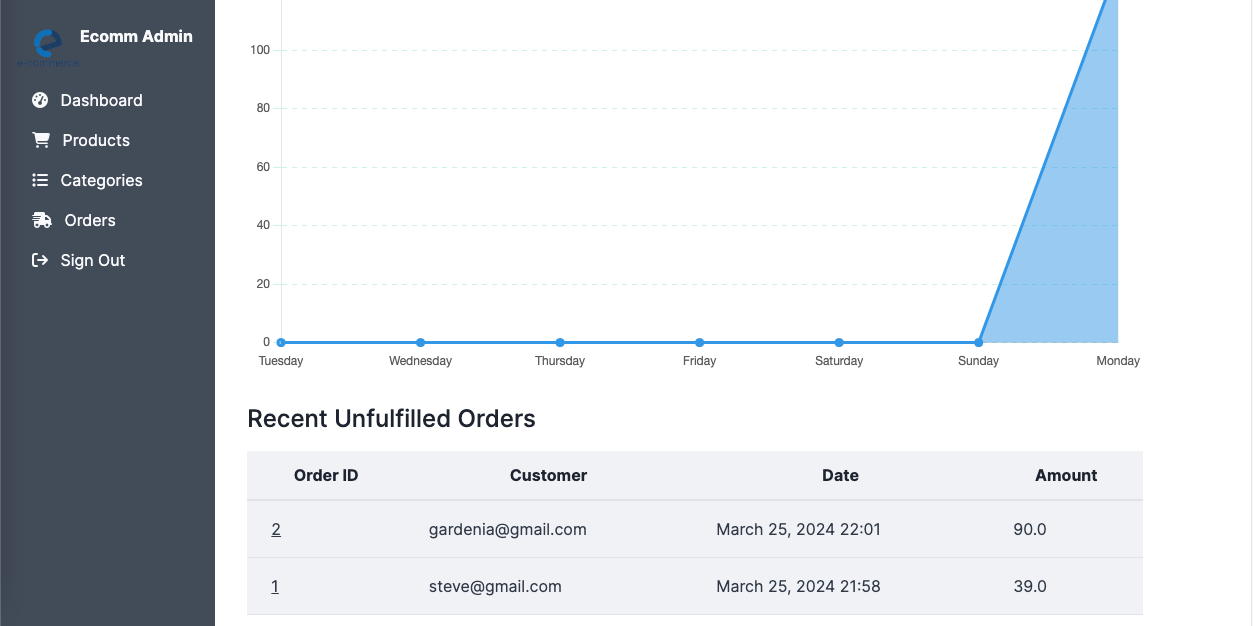 Ecomm Admin
e-commerce
Dashboard
Products
Categories
Orders
Sign Out
100
80
60
40
20
0
Tuesday Wednesday Thursday Friday Saturday Sunday Monday
Recent Unfulfilled Orders
Order ID Customer Date Amount
2 gardenia@gmail.com March 25, 2024 22:01 90.0
1 steve@gmail.com March 25, 2024 21:58 39.0